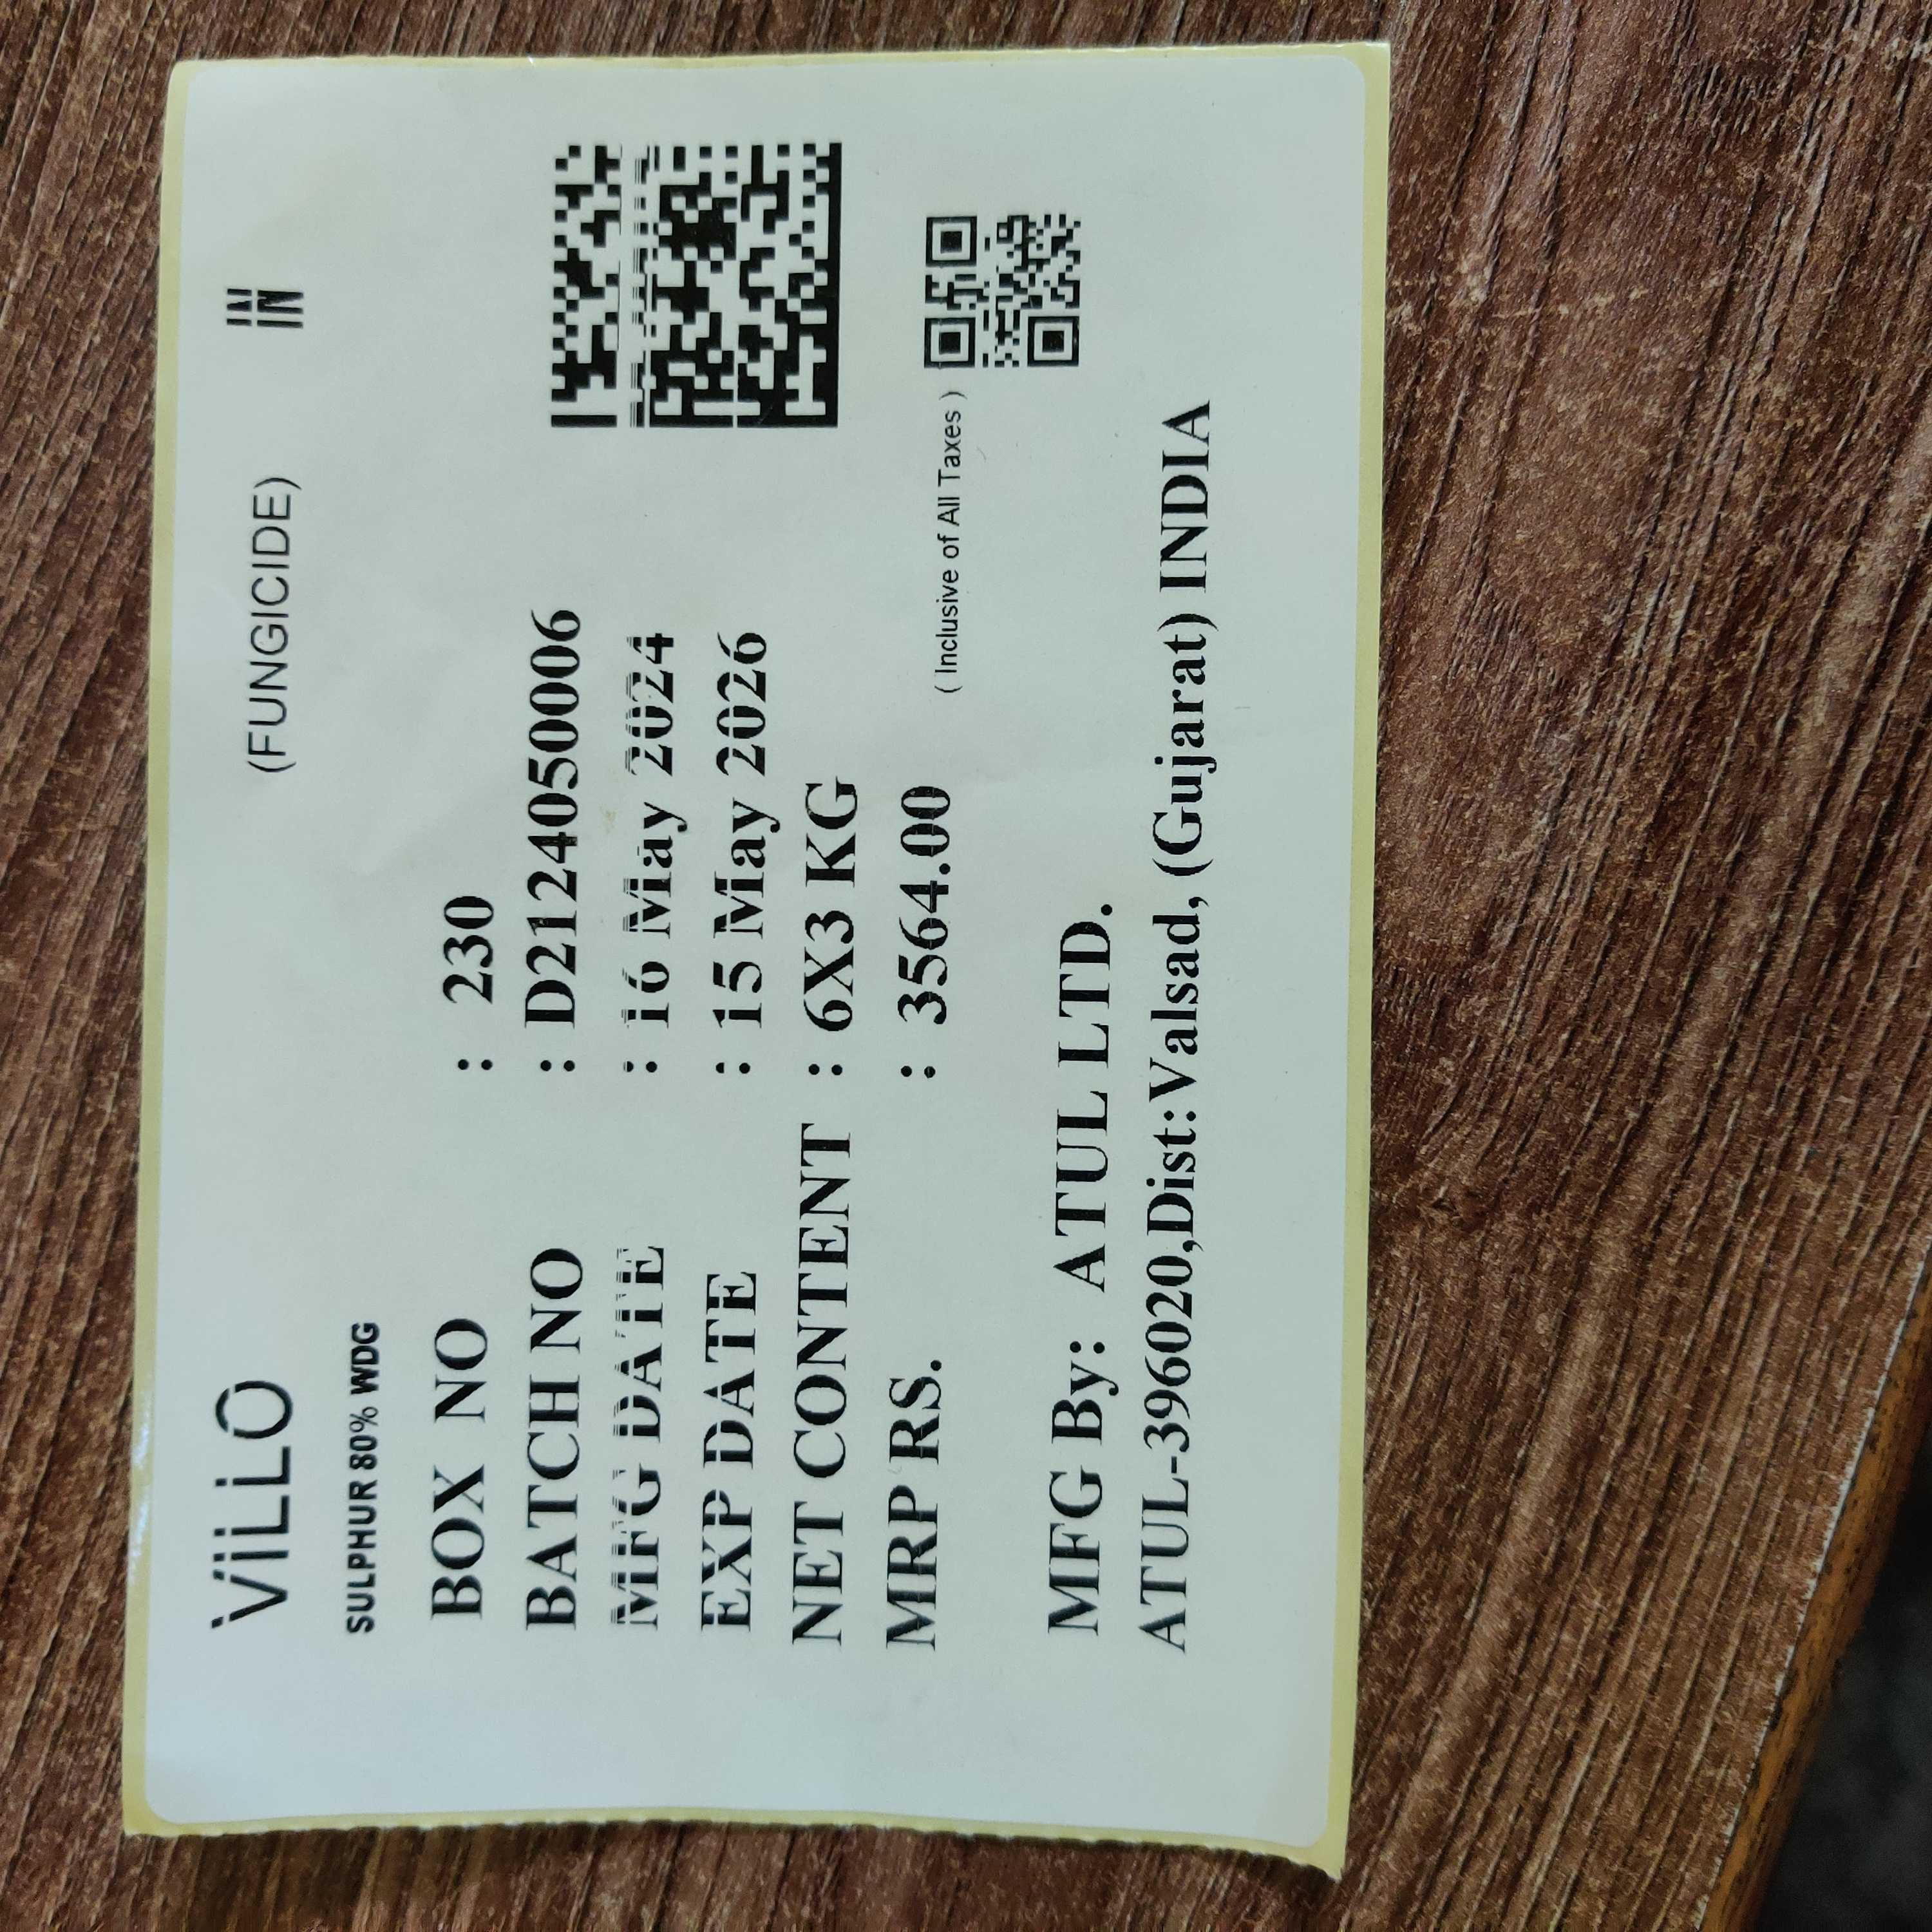 ViLLO (FUNGICIDE) IN
SULPHUR 80% WDG
BOX NO : 230
BATCH NO : D2124050006
MFG DATE : 16 May 2024
EXP DATE : 15 May 2026
NET CONTENT : 6X3 KG
MRP RS. : 3564.00 ( Inclusive of All Taxes )
MFG By: ATUL LTD.
ATUL-396020,Dist:Valsad, (Gujarat) INDIA